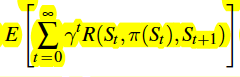 E [ ∞ ∑ t=0 γ^t R(S_t, π(S_t), S_{t+1}) ]